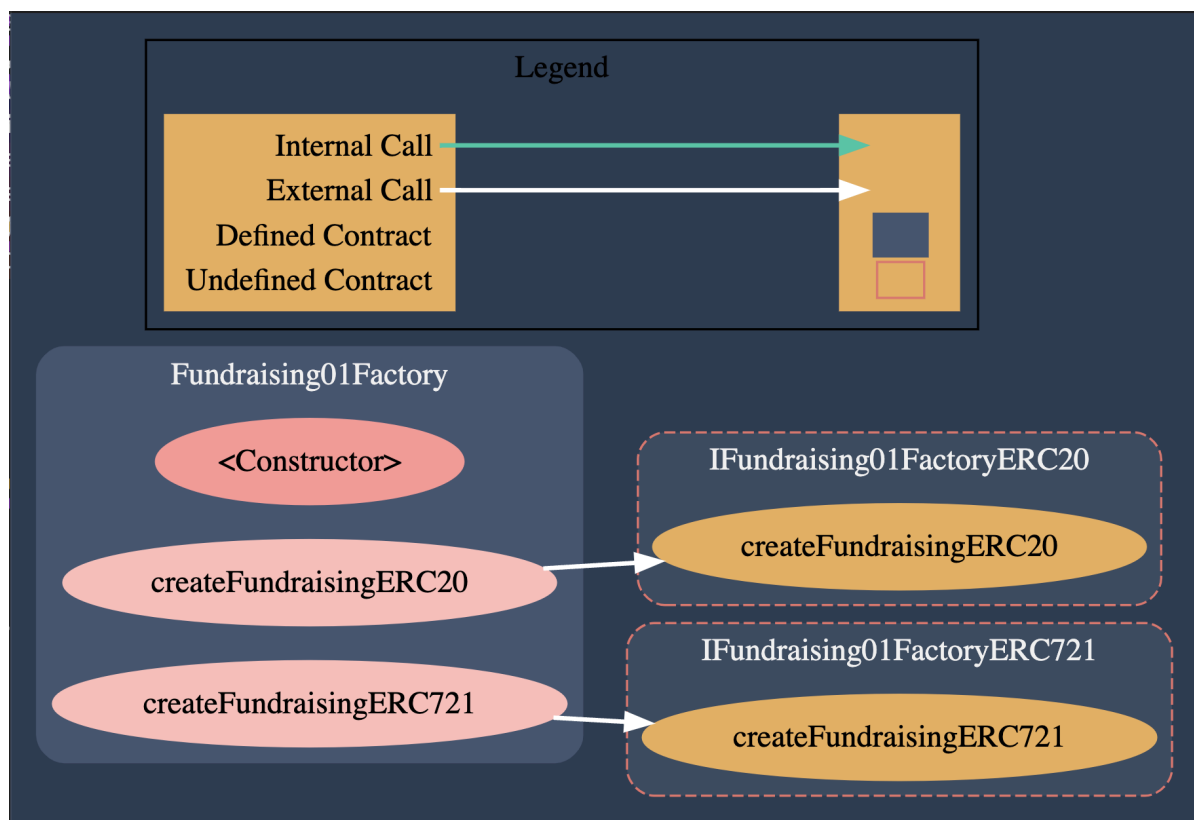 Legend
Internal Call
External Call
Defined Contract
Undefined Contract
Fundraising01Factory
<Constructor>
createFundraisingERC20
createFundraisingERC721
IFundraising01FactoryERC20
createFundraisingERC20
IFundraising01FactoryERC721
createFundraisingERC721